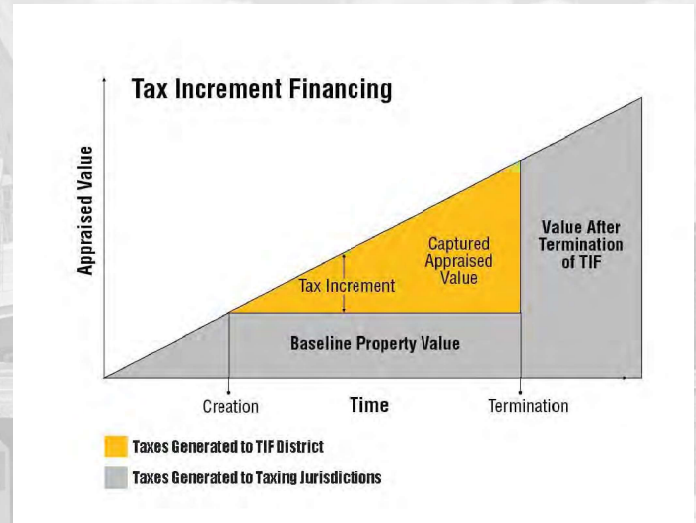 Tax Increment Financing
Appraised Value
Captured
Appraised
Value
Tax Increment
Value After
Termination
of TIF
Baseline Property Value
Creation
Time
Termination
Taxes Generated to TIF District
Taxes Generated to Taxing Jurisdictions